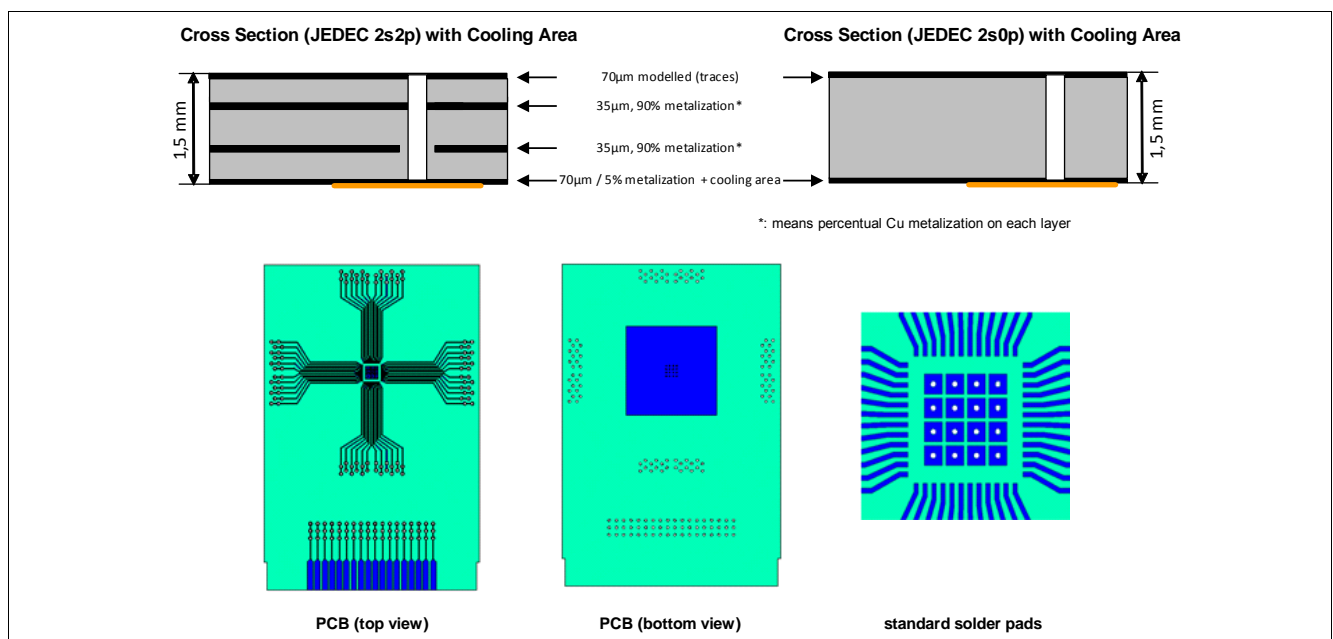 Cross Section (JEDEC 2s2p) with Cooling Area
Cross Section (JEDEC 2s0p) with Cooling Area
1,5 mm
70µm modelled (traces)
35µm, 90% metalization*
35µm, 90% metalization*
70µm / 5% metalization + cooling area
1,5 mm
*: means percentual Cu metalization on each layer
PCB (top view)
PCB (bottom view)
standard solder pads